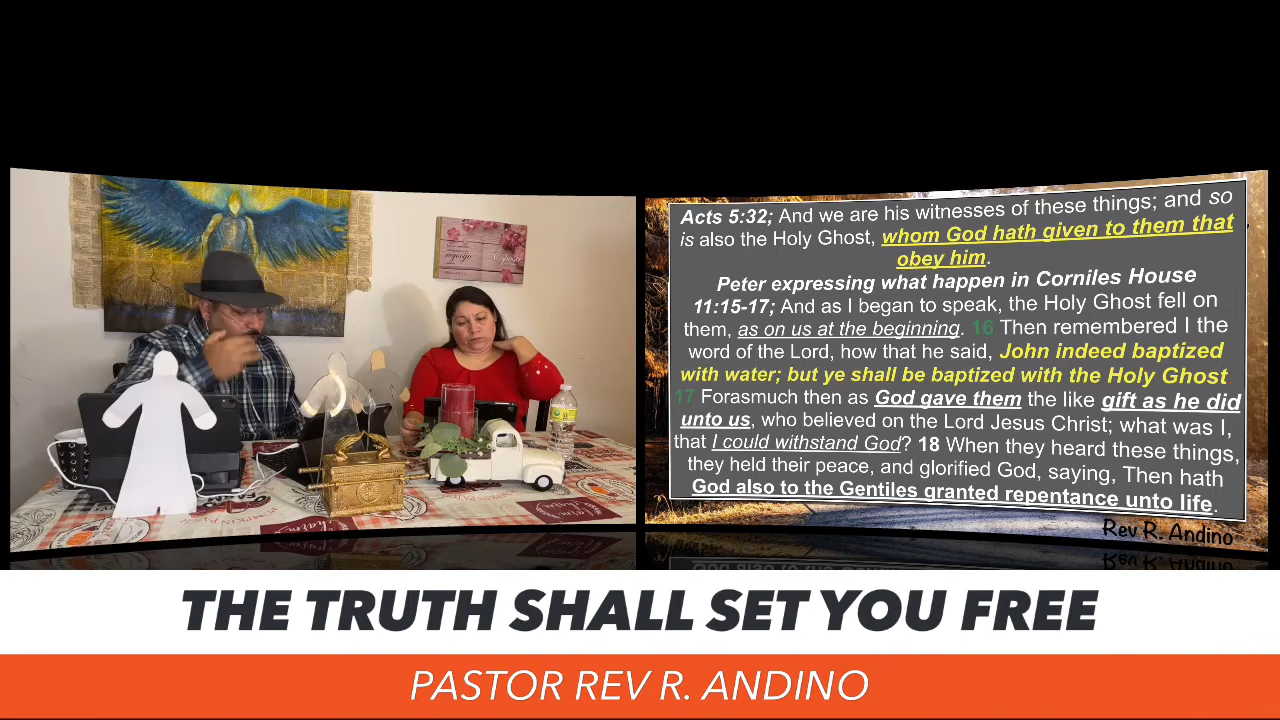 Acts 5:32; And we are his witnesses of these things; and so
is also the Holy Ghost, whom God hath given to them that
obey him.
Peter expressing what happen in Corniles House
11:15-17; And as I began to speak, the Holy Ghost fell on
them, as on us at the beginning. 16 Then remembered I the
word of the Lord, how that he said, John indeed baptized
with water; but ye shall be baptized with the Holy Ghost
17 Forasmuch then as God gave them the like gift as he did
unto us, who believed on the Lord Jesus Christ; what was I,
that I could withstand God? 18 When they heard these things,
they held their peace, and glorified God, saying, Then hath
God also to the Gentiles granted repentance unto life.
Rev R. Andino
THE TRUTH SHALL SET YOU FREE
PASTOR REV R. ANDINO